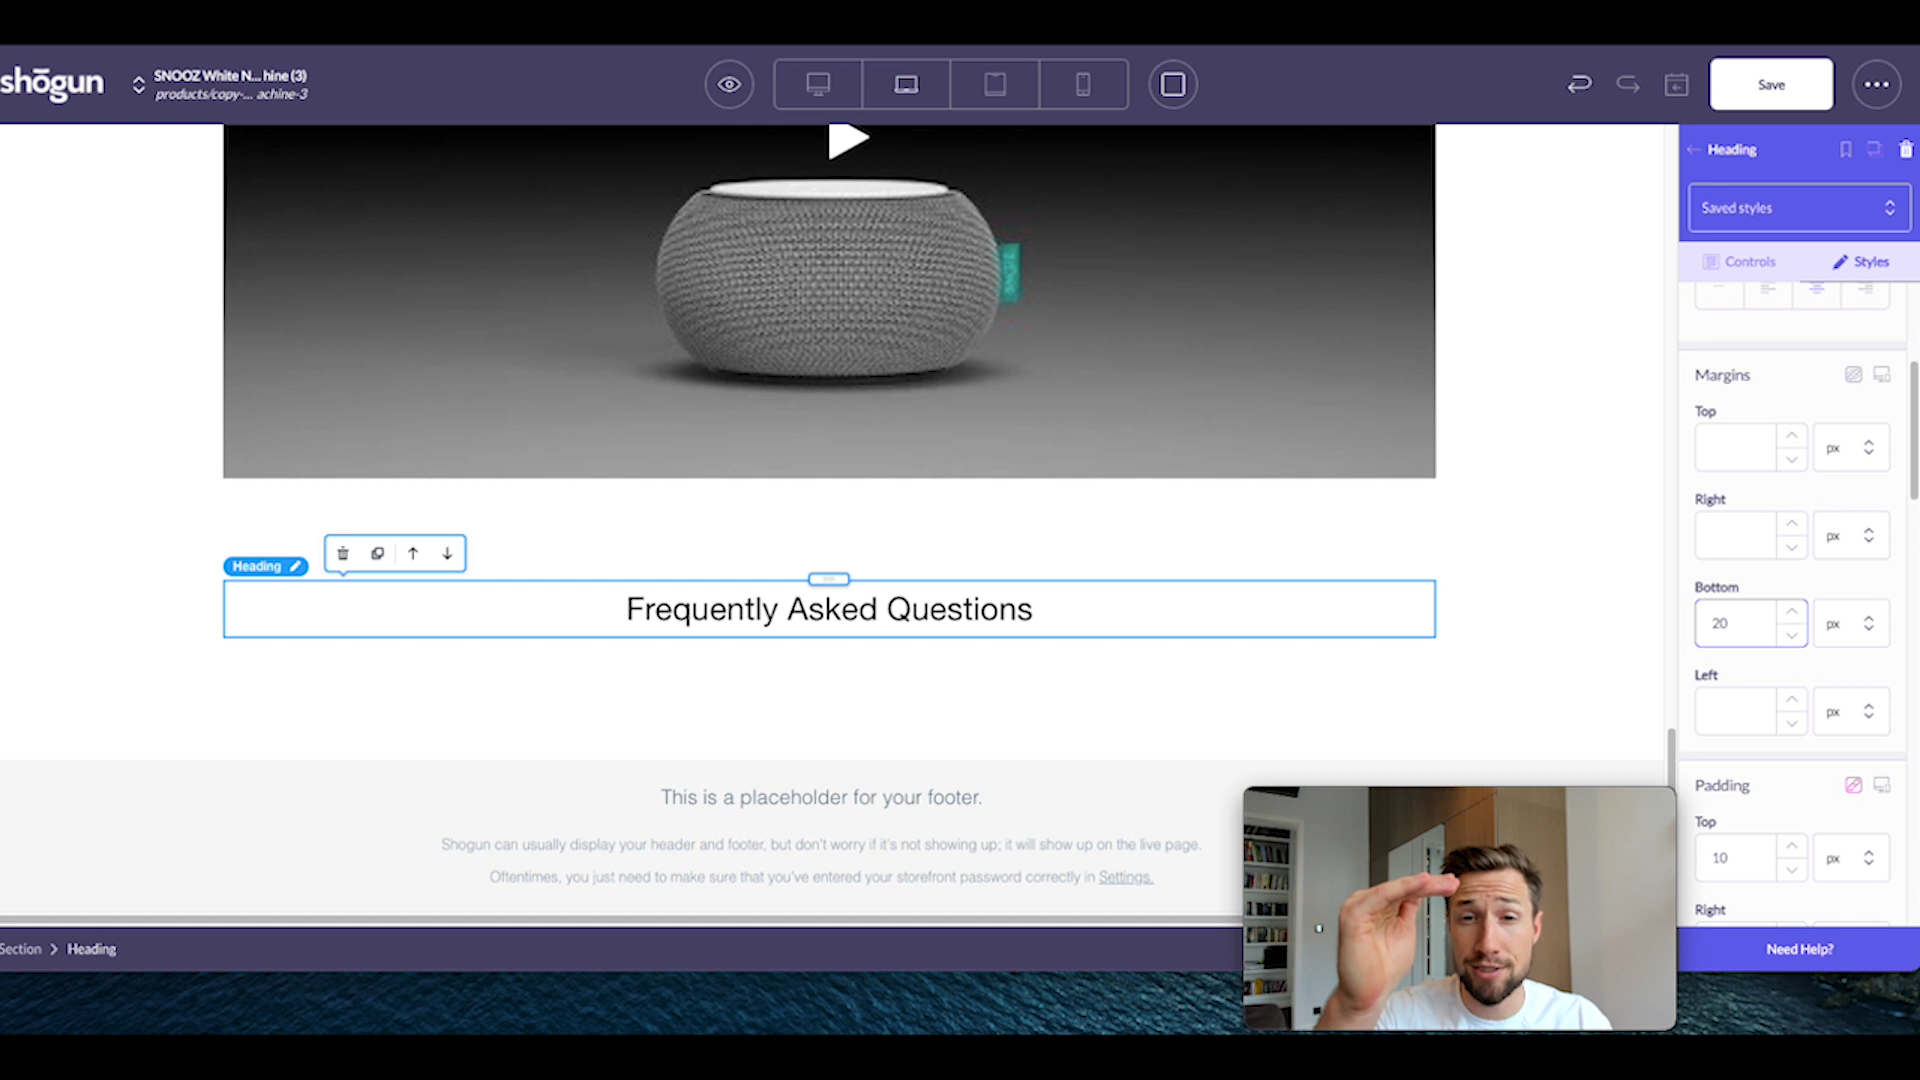 shōgun
SNOOZ White N... hine (3)
products/copy-... achine-3
Save
Heading
Saved styles
Controls
Styles
Margins
Top
px
Right
px
Bottom
20
px
Left
px
Padding
Top
10
px
Right
Need Help?
Heading
Frequently Asked Questions
This is a placeholder for your footer.
Shogun can usually display your header and footer, but don't worry if it's not showing up; it will show up on the live page.
Oftentimes, you just need to make sure that you've entered your storefront password correctly in Settings.
Section > Heading